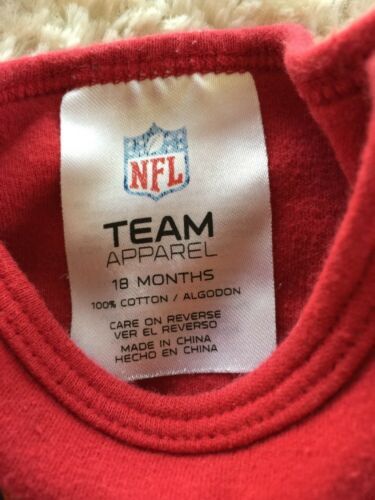 NFL
TEAM
APPAREL
18 MONTHS
100% COTTON / ALGODON
CARE ON REVERSE
VER EL REVERSO
MADE IN CHINA
HECHO EN CHINA